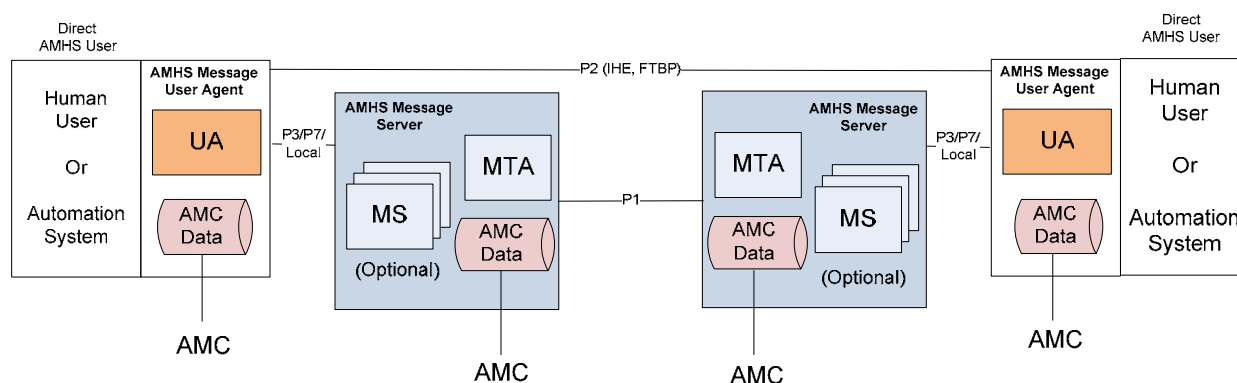 Direct
AMHS User
Human
User
Or
Automation
System
AMHS Message
User Agent
UA
AMC
Data
AMC
P2 (IHE, FTBP)
P3/P7/
Local
AMHS Message
Server
MTA
MS
(Optional)
AMC
Data
AMC
P1
AMHS Message
Server
MTA
MS
(Optional)
AMC
Data
AMC
P3/P7/
Local
AMHS Message
User Agent
UA
AMC
Data
AMC
Direct
AMHS User
Human
User
Or
Automation
System